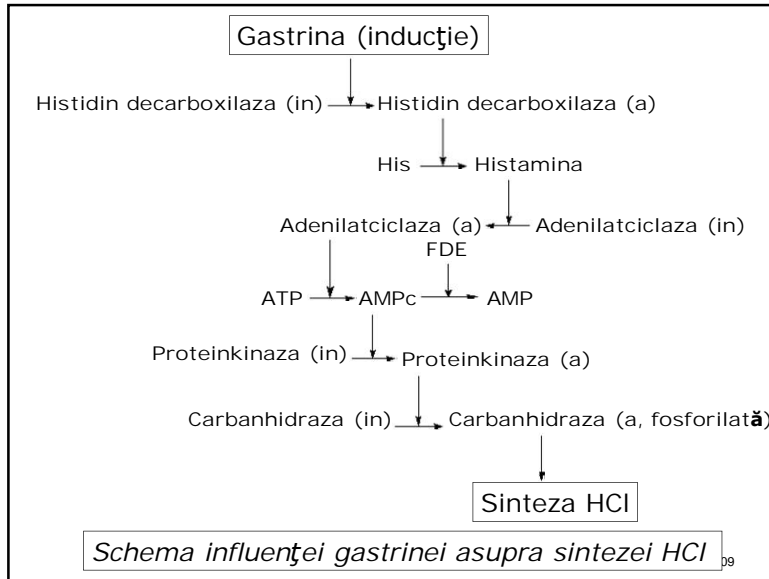 Gastrina (inducţie)
Histidin decarboxilaza (in) Histidin decarboxilaza (a)
His Histamina
Adenilatciclaza (a) Adenilatciclaza (in)
FDE
ATP AMPc AMP
Proteinkinaza (in) Proteinkinaza (a)
Carbanhidraza (in) Carbanhidraza (a, fosforilată)
Sinteza HCl
Schema influenţei gastrinei asupra sintezei HCl
09